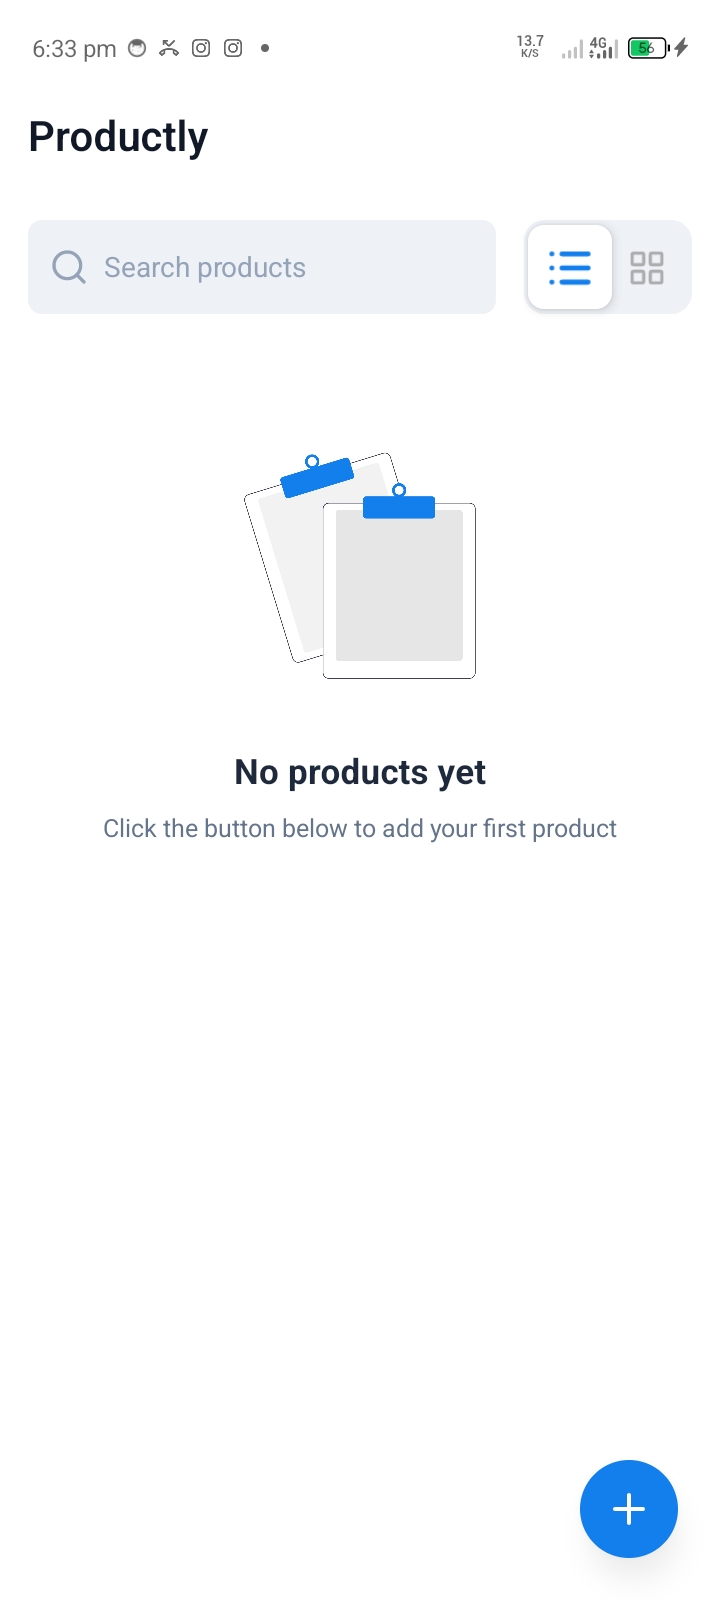 6:33 pm
13.7
K/S
4G
56
Productly
Search products
No products yet
Click the button below to add your first product